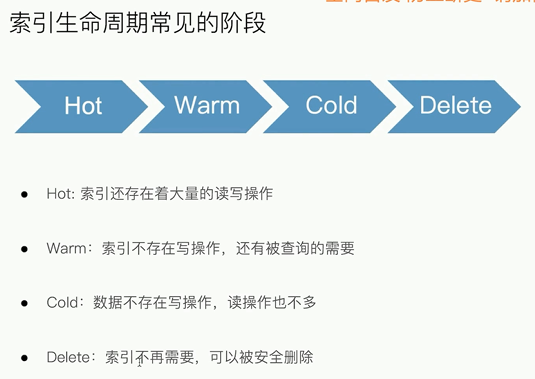 索引生命周期常见的阶段
Hot
Warm
Cold
Delete
Hot: 索引还存在着大量的读写操作
Warm：索引不存在写操作，还有被查询的需要
Cold：数据不存在写操作，读操作也不多
Delete：索引不再需要，可以被安全删除